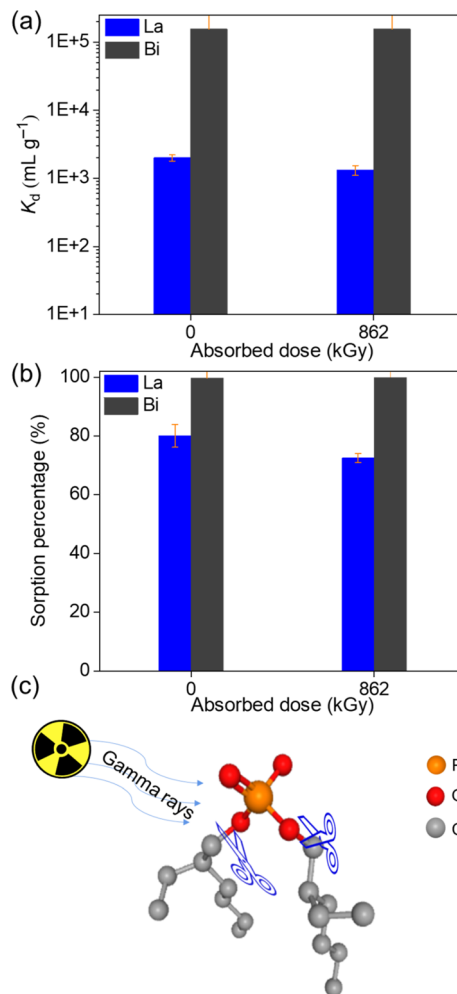 (a)
La
Bi
1E+5
1E+4
1E+3
1E+2
1E+1
Kd (mL g⁻¹)
0
862
Absorbed dose (kGy)
(b)
La
Bi
100
80
60
40
20
0
Sorption percentage (%)
0
862
Absorbed dose (kGy)
(c)
Gamma rays